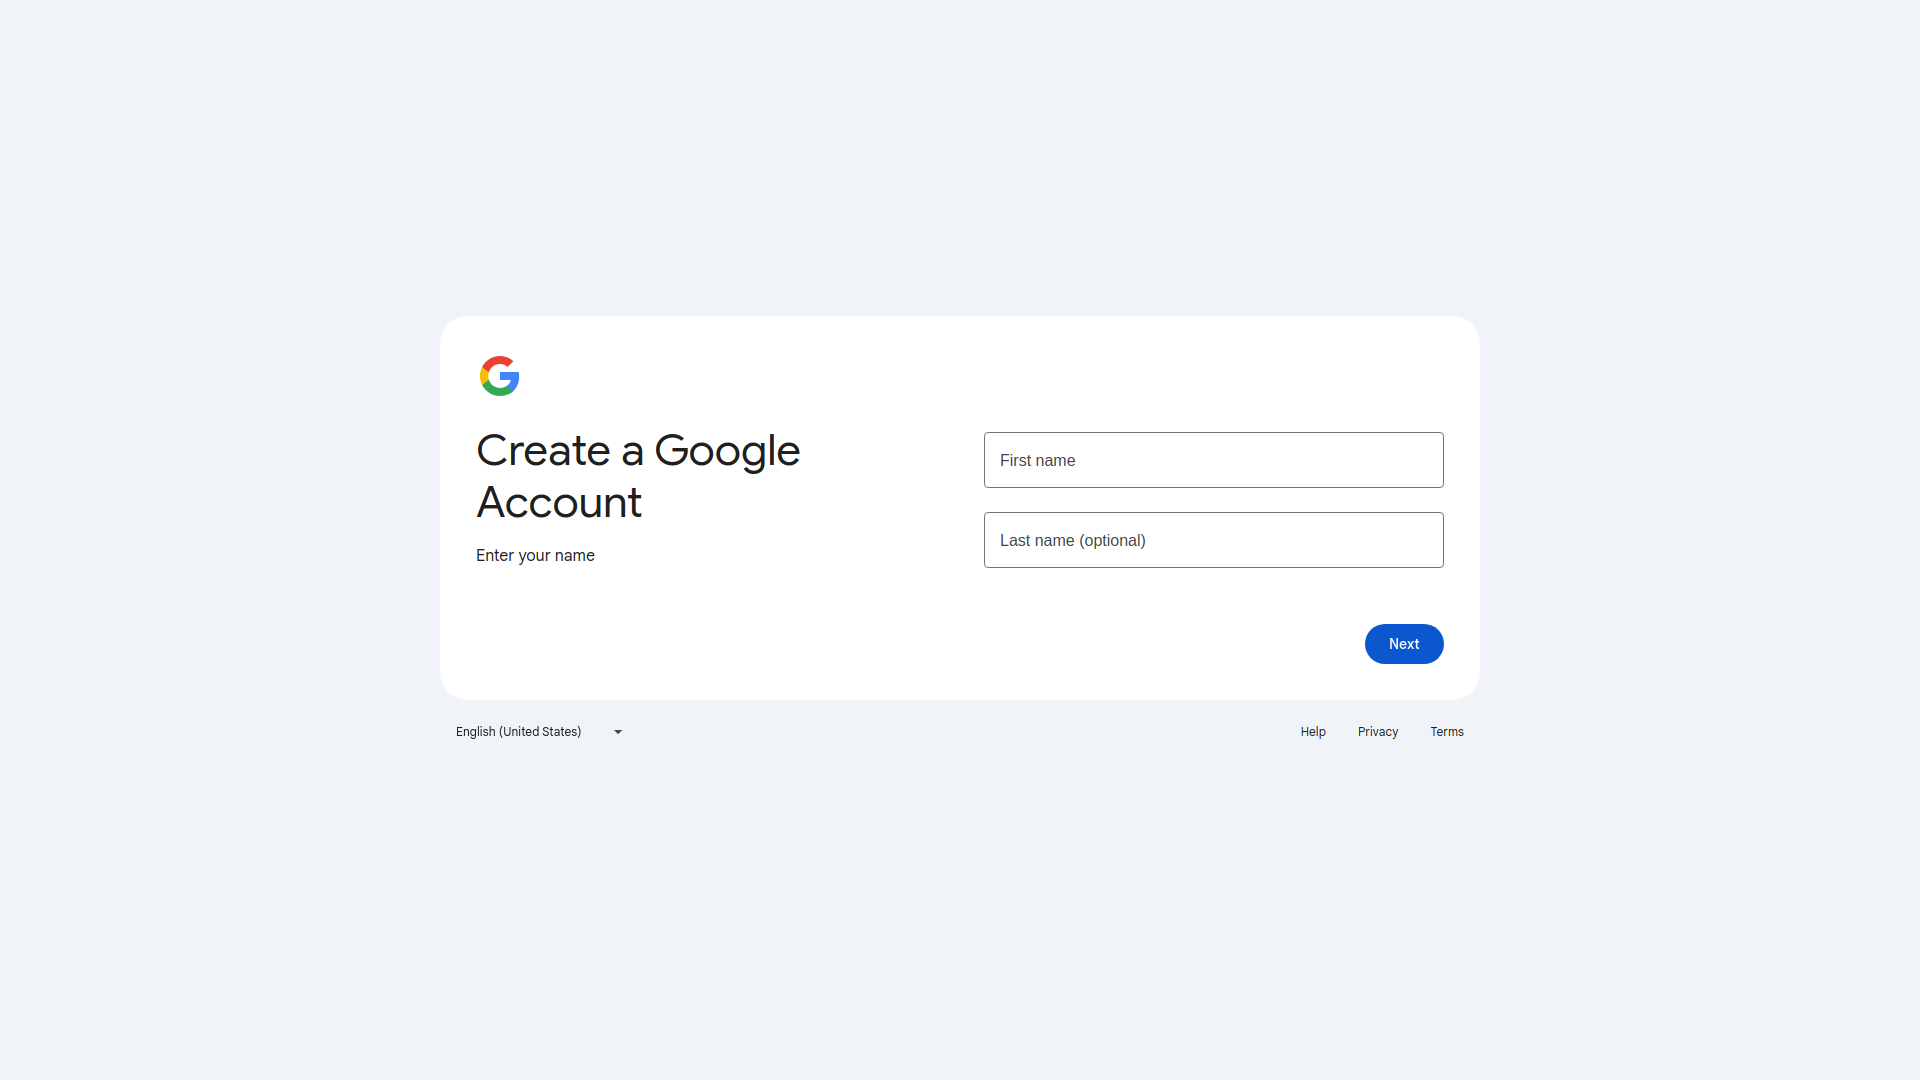 Create a Google
Account
Enter your name
First name
Last name (optional)
Next
English (United States)
Help
Privacy
Terms